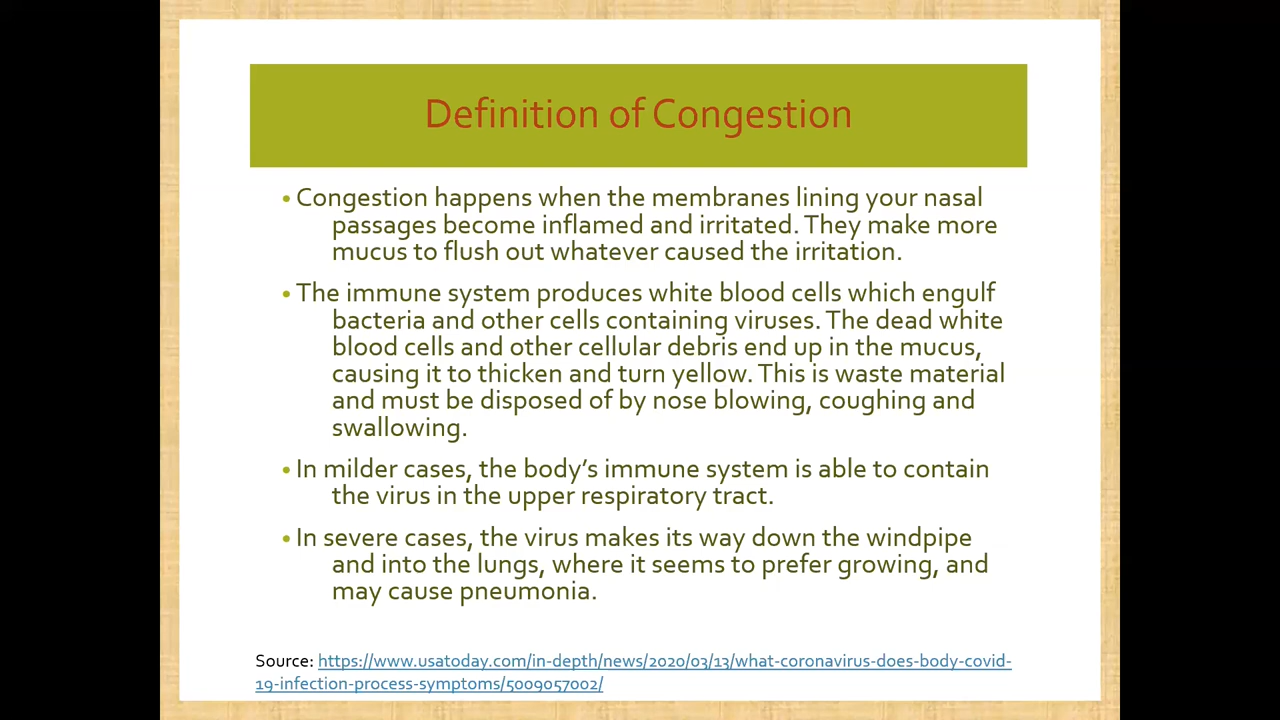 Definition of Congestion
• Congestion happens when the membranes lining your nasal
passages become inflamed and irritated. They make more
mucus to flush out whatever caused the irritation.
• The immune system produces white blood cells which engulf
bacteria and other cells containing viruses. The dead white
blood cells and other cellular debris end up in the mucus,
causing it to thicken and turn yellow. This is waste material
and must be disposed of by nose blowing, coughing and
swallowing.
• In milder cases, the body’s immune system is able to contain
the virus in the upper respiratory tract.
• In severe cases, the virus makes its way down the windpipe
and into the lungs, where it seems to prefer growing, and
may cause pneumonia.
Source: https://www.usatoday.com/in-depth/news/2020/03/13/what-coronavirus-does-body-covid-
19-infection-process-symptoms/5009057002/